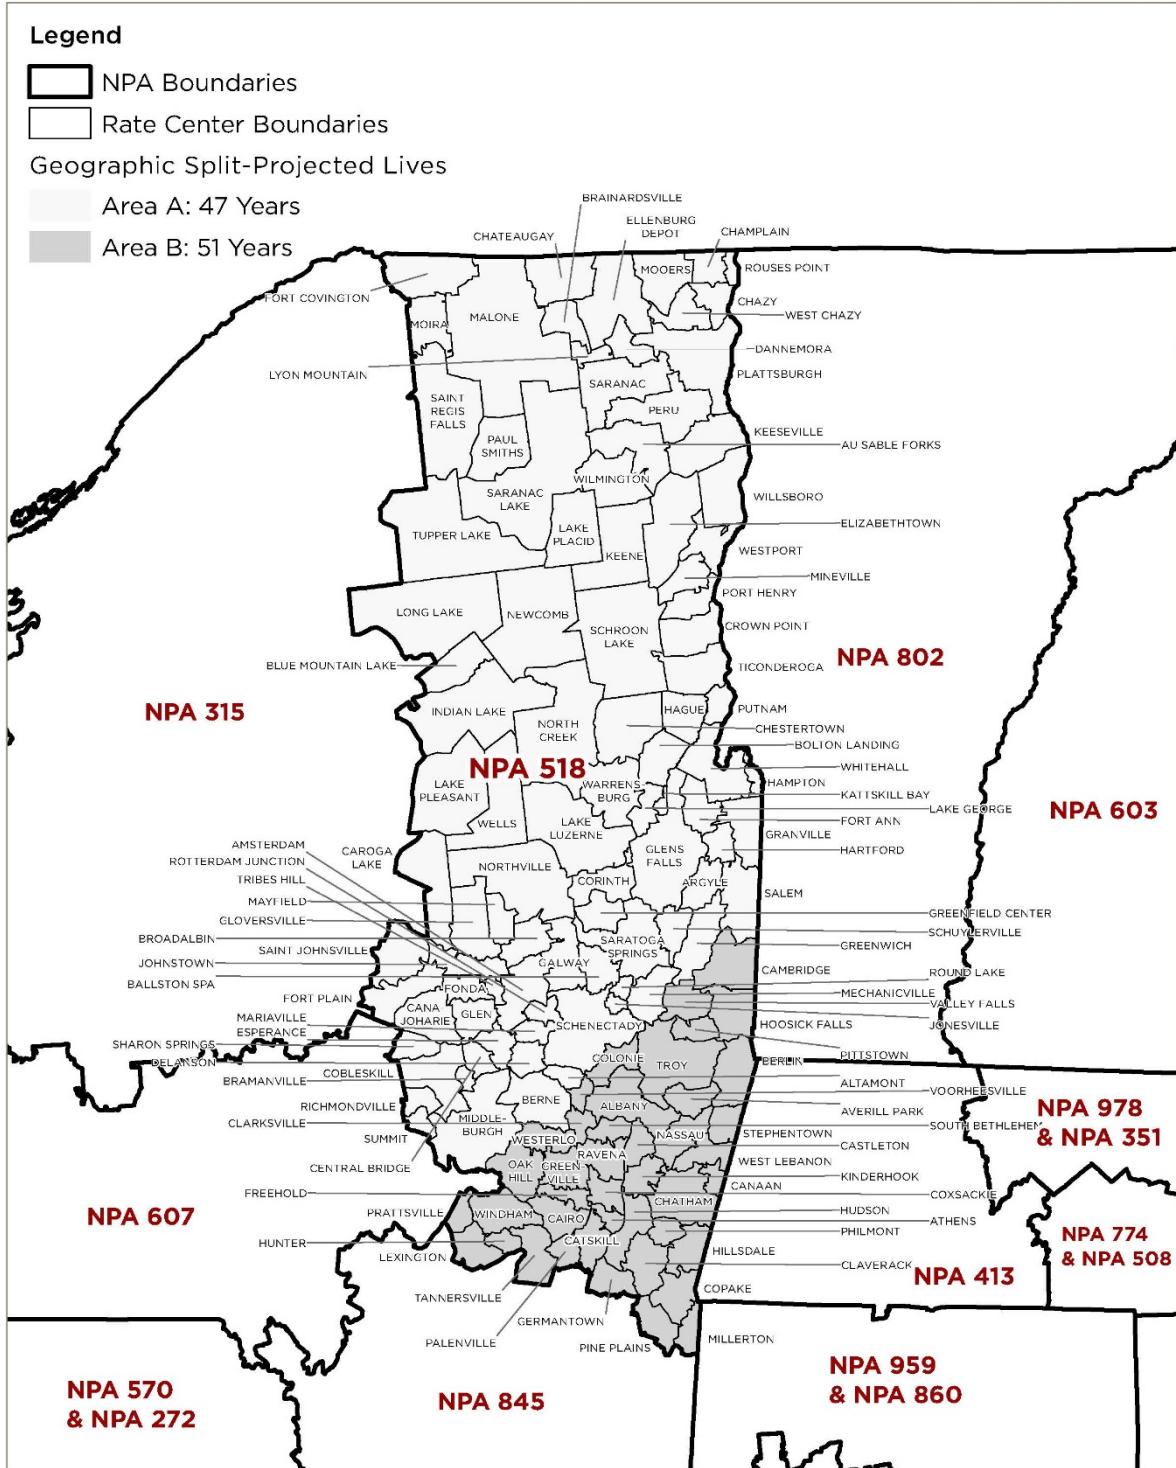 Legend
NPA Boundaries
Rate Center Boundaries
Geographic Split-Projected Lives
Area A: 47 Years
Area B: 51 Years
BRAINARDSVILLE
ELLENBURG
DEPOT
CHATEAUGAY
CHAMPLAIN
MOOERS
ROUSES POINT
FORT COVINGTON
CHAZY
WEST CHAZY
MOIRA
MALONE
DANNEMORA
LYON MOUNTAIN
PLATTSBURGH
SARANAC
SAINT
REGIS
FALLS
PERU
KEESEVILLE
AU SABLE FORKS
PAUL
SMITHS
WILMINGTON
SARANAC
LAKE
WILLSBORO
ELIZABETHTOWN
TUPPER LAKE
LAKE
PLACID
KEENE
WESTPORT
MINEVILLE
PORT HENRY
LONG LAKE
NEWCOMB
SCHROON
LAKE
CROWN POINT
NPA 802
BLUE MOUNTAIN LAKE
TICONDEROGA
NPA 315
INDIAN LAKE
HAGUE
PUTNAM
NORTH
CREEK
CHESTERTOWN
BOLTON LANDING
NPA 518
WHITEHALL
LAKE
PLEASANT
WARRENS-
BURG
HAMPTON
KATTSKILL BAY
LAKE GEORGE
NPA 603
WELLS
LAKE
LUZERNE
FORT ANN
GRANVILLE
AMSTERDAM
CAROGA
LAKE
GLENS
FALLS
HARTFORD
ROTTERDAM JUNCTION
NORTHVILLE
TRIBES HILL
CORINTH
ARGYLE
SALEM
MAYFIELD
GREENFIELD CENTER
GLOVERSVILLE
SCHUYLERVILLE
BROADALBIN
SAINT JOHNSVILLE
SARATOGA
SPRINGS
GREENWICH
JOHNSTOWN
GALWAY
CAMBRIDGE
ROUND LAKE
BALLSTON SPA
FONDA
MECHANICVILLE
FORT PLAIN
VALLEY FALLS
CANA
JOHARIE
GLEN
MARIAVILLE
SCHENECTADY
HOOSICK FALLS
JONESVILLE
ESPERANCE
SHARON SPRINGS
PITTSTOWN
DELANSON
COLONIE
TROY
BERLIN
COBLESKILL
BRAMANVILLE
ALTAMONT
VOORHEESVILLE
RICHMONDVILLE
BERNE
ALBANY
AVERILL PARK
NPA 978
& NPA 351
CLARKSVILLE
MIDDLE-
BURGH
SOUTH BETHLEHEM
SUMMIT
WESTERLO
NASSAU
STEPHENTOWN
CASTLETON
RAVENA
CENTRAL BRIDGE
OAK
HILL
GREEN-
VILLE
WEST LEBANON
KINDERHOOK
CANAAN
FREEHOLD
COXSACKIE
CHATHAM
PRATTSVILLE
WINDHAM
CAIRO
HUDSON
NPA 607
ATHENS
PHILMONT
HUNTER
CATSKILL
LEXINGTON
HILLSDALE
NPA 774
& NPA 508
CLAVERACK
NPA 413
TANNERSVILLE
COPAKE
GERMANTOWN
PALENVILLE
PINE PLAINS
MILLERTON
NPA 570
& NPA 272
NPA 845
NPA 959
& NPA 860